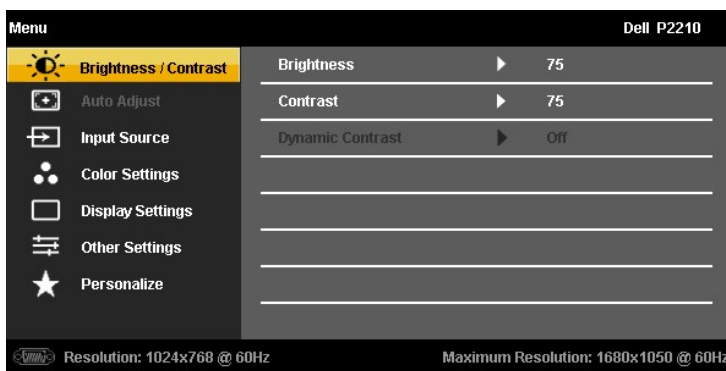 Menu Dell P2210
Brightness / Contrast Brightness 75
Auto Adjust Contrast 75
Input Source Dynamic Contrast Off
Color Settings
Display Settings
Other Settings
Personalize
Resolution: 1024x768 @ 60Hz Maximum Resolution: 1680x1050 @ 60Hz